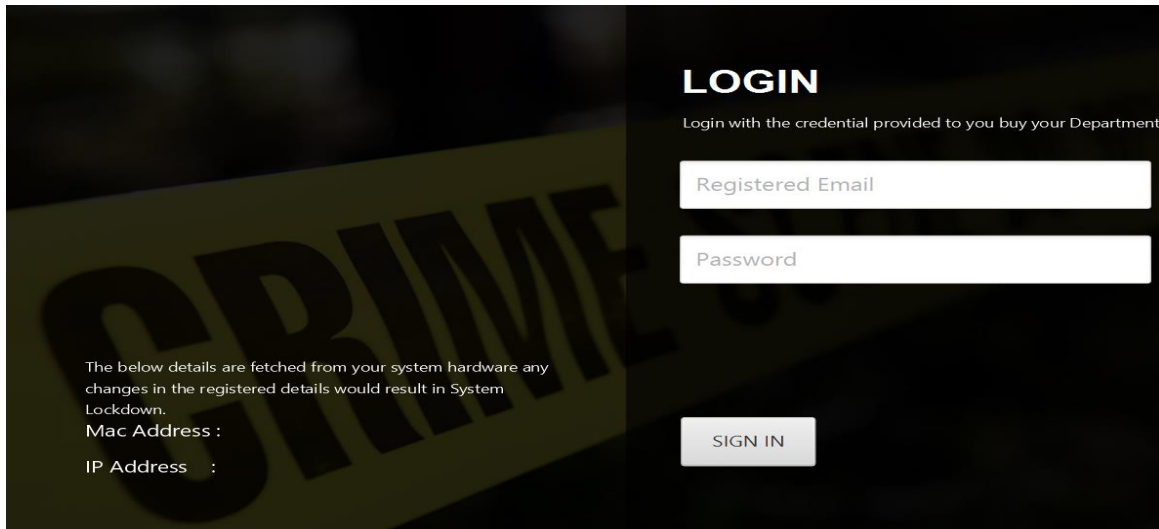 LOGIN
Login with the credential provided to you buy your Department
Registered Email
Password
CRIME
The below details are fetched from your system hardware any
changes in the registered details would result in System
Lockdown.
Mac Address :
IP Address :
SIGN IN